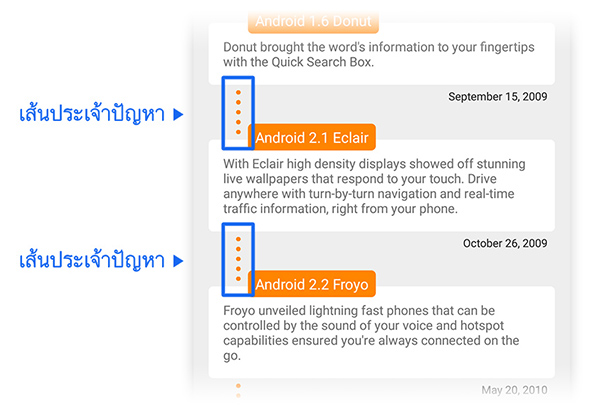 Android 1.6 Donut
Donut brought the word's information to your fingertips
with the Quick Search Box.
เส้นประเจ้าปัญหา
September 15, 2009
Android 2.1 Eclair
With Eclair high density displays showed off stunning
live wallpapers that respond to your touch. Drive
anywhere with turn-by-turn navigation and real-time
traffic information, right from your phone.
เส้นประเจ้าปัญหา
October 26, 2009
Android 2.2 Froyo
Froyo unveiled lightning fast phones that can be
controlled by the sound of your voice and hotspot
capabilities ensured you're always connected on the
go.
May 20, 2010